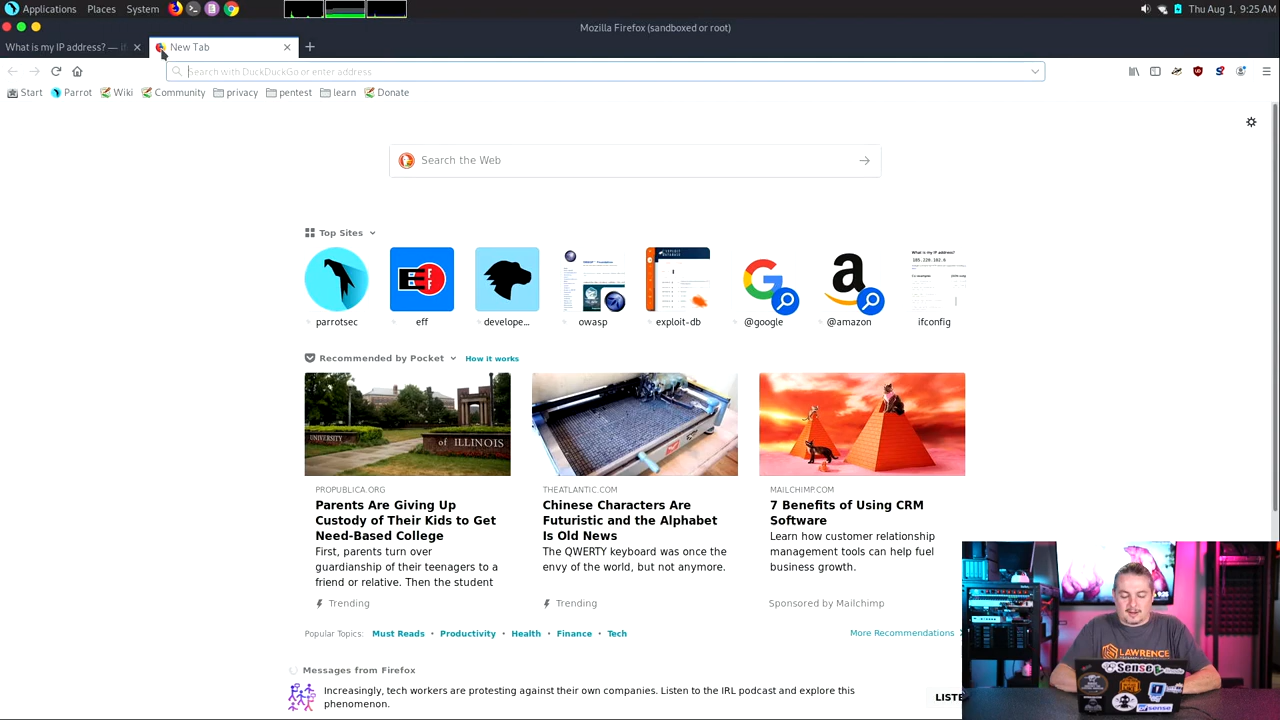 Applications Places System
Thu Aug 1, 9:25 AM
Mozilla Firefox (sandboxed or root)
What is my IP address? — if
New Tab
Search with DuckDuckGo or enter address
Start Parrot Wiki Community privacy pentest learn Donate
Search the Web
Top Sites
parrotsec eff develope... owasp exploit-db @google @amazon ifconfig
Recommended by Pocket How it works
UNIVERSITY of ILLINOIS
PROPUBLICA.ORG
Parents Are Giving Up
Custody of Their Kids to Get
Need-Based College
First, parents turn over
guardianship of their teenagers to a
friend or relative. Then the student
Trending
THEATLANTIC.COM
Chinese Characters Are
Futuristic and the Alphabet
Is Old News
The QWERTY keyboard was once the
envy of the world, but not anymore.
Trending
MAILCHIMP.COM
7 Benefits of Using CRM
Software
Learn how customer relationship
management tools can help fuel
business growth.
Sponsored by Mailchimp
Popular Topics: Must Reads • Productivity • Health • Finance • Tech
More Recommendations
Messages from Firefox
Increasingly, tech workers are protesting against their own companies. Listen to the IRL podcast and explore this
phenomenon.
LISTE
LAWRENCE